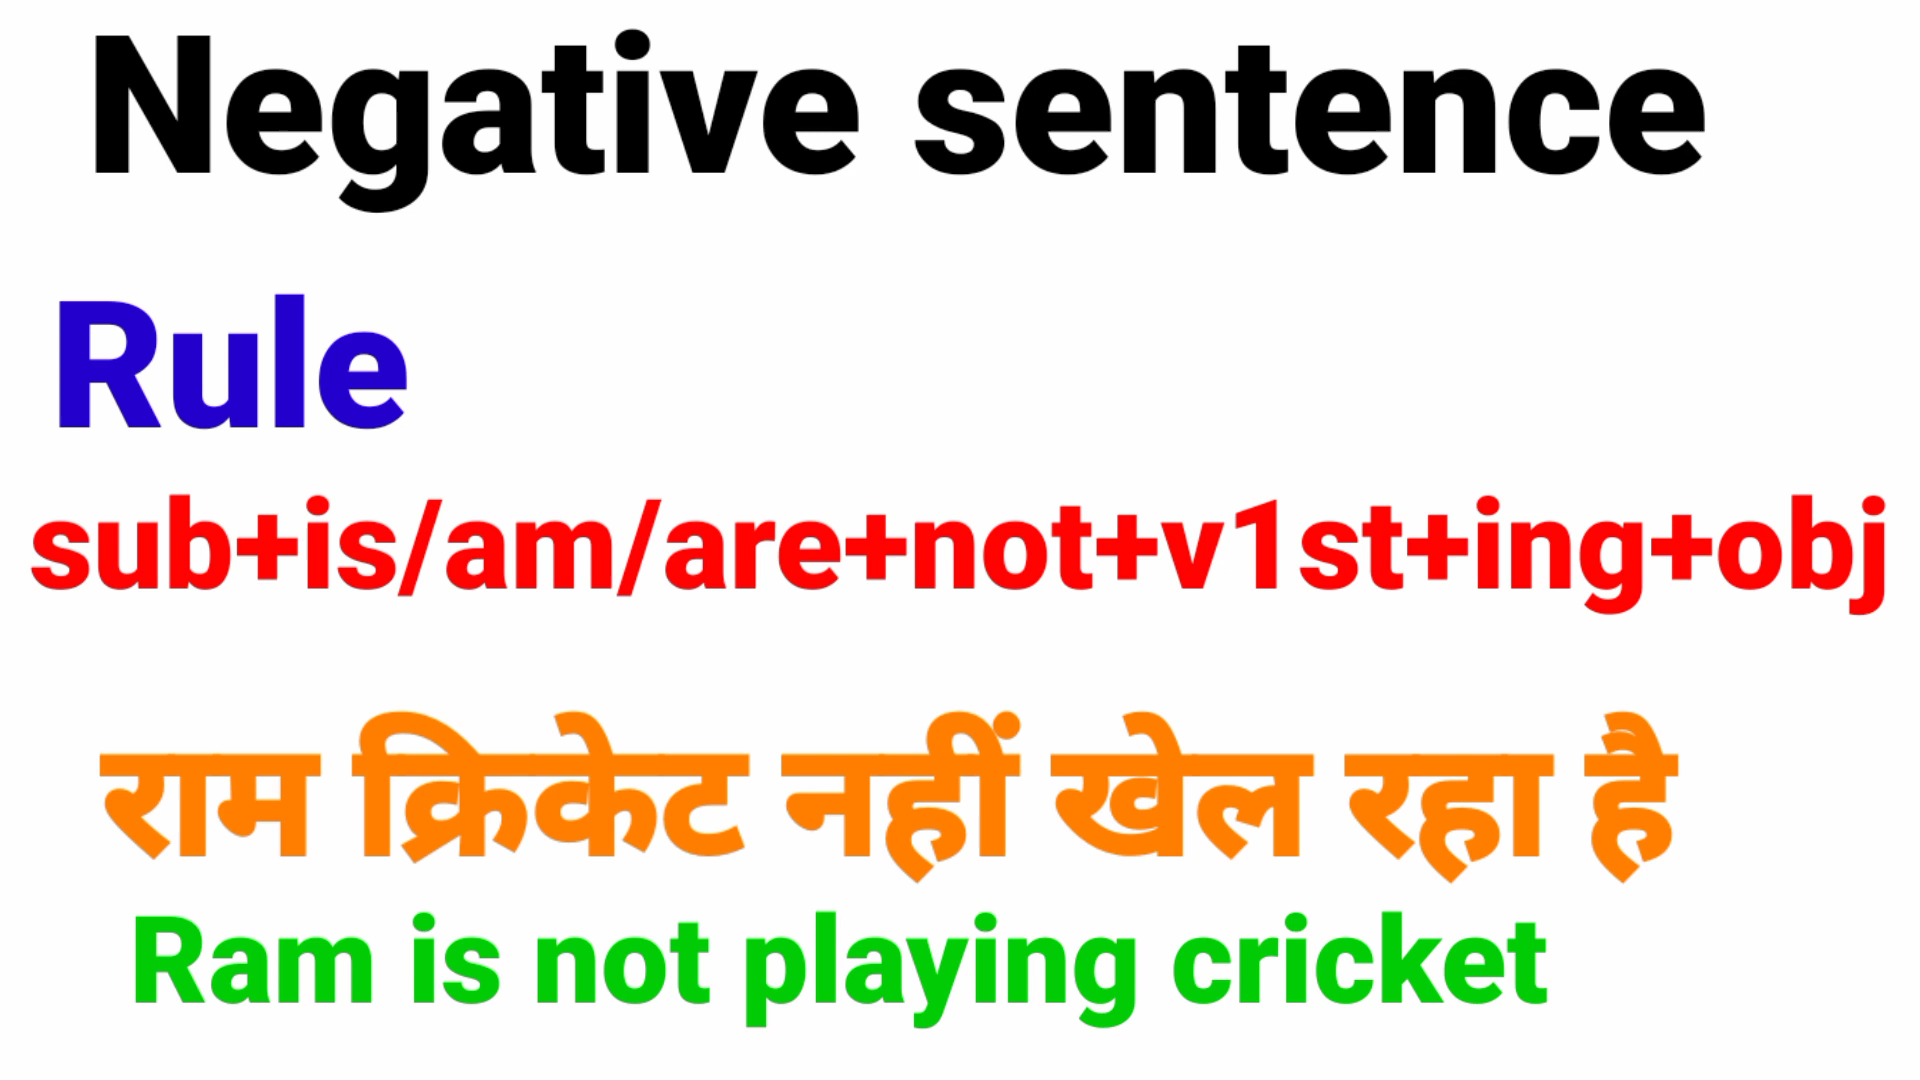 Negative sentence
Rule
sub+is/am/are+not+v1st+ing+obj
राम क्रिकेट नहीं खेल रहा है
Ram is not playing cricket